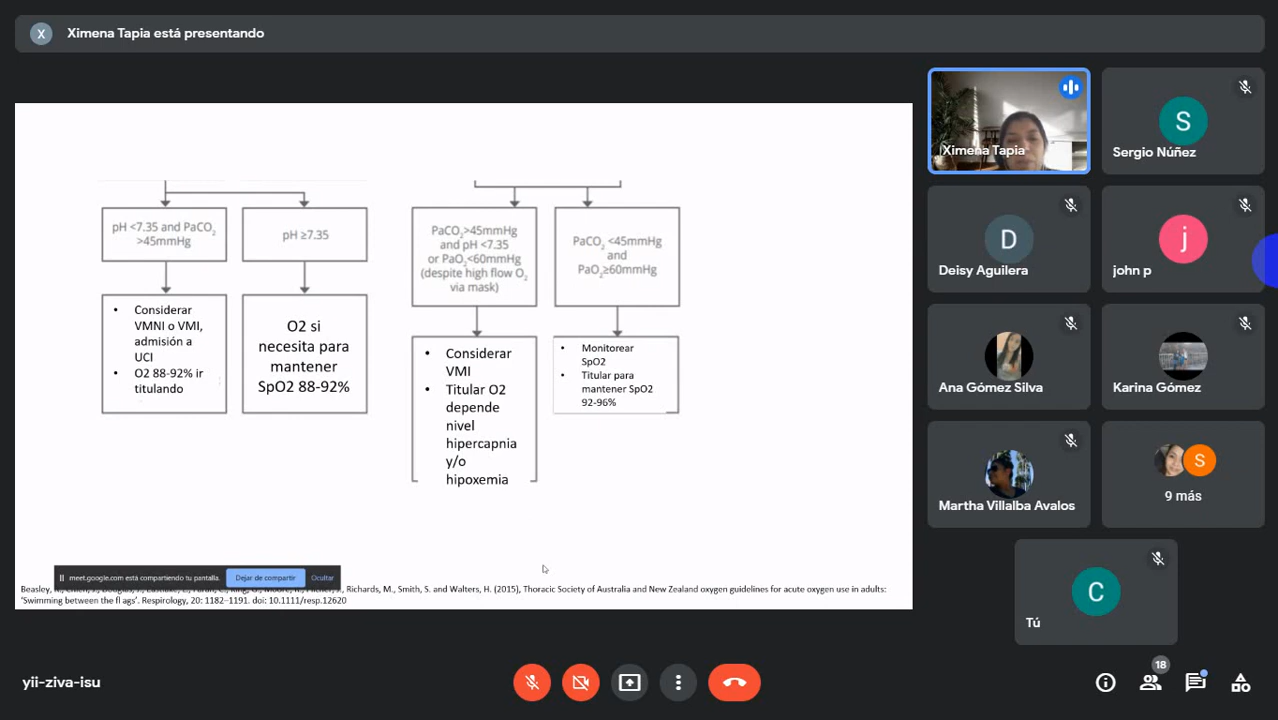 X
Ximena Tapia está presentando
pH <7.35 and PaCO2
>45mmHg
pH ≥7.35
PaCO2>45mmHg
and pH <7.35
or PaO2<60mmHg
(despite high flow O2
via mask)
PaCO2 <45mmHg
and
PaO2≥60mmHg
• Considerar
VMNI o VMI,
admisión a
UCI
• O2 88-92% ir
titulando
O2 si
necesita para
mantener
SpO2 88-92%
• Considerar
VMI
• Titular O2
depende
nivel
hipercapnia
y/o
hipoxemia
• Monitorear
SpO2
• Titular para
mantener SpO2
92-96%
meet.google.com está compartiendo tu pantalla.
Dejar de compartir
Ocultar
Beasley, Richards, M., Smith, S. and Walters, H. (2015), Thoracic Society of Australia and New Zealand oxygen guidelines for acute oxygen use in adults:
'Swimming between the fl ags'. Respirology, 20: 1182–1191. doi: 10.1111/resp.12620
Ximena Tapia
S
Sergio Núñez
D
Deisy Aguilera
j
john p
Ana Gómez Silva
Karina Gómez
Martha Villalba Avalos
S
9 más
C
Tú
yii-ziva-isu
18